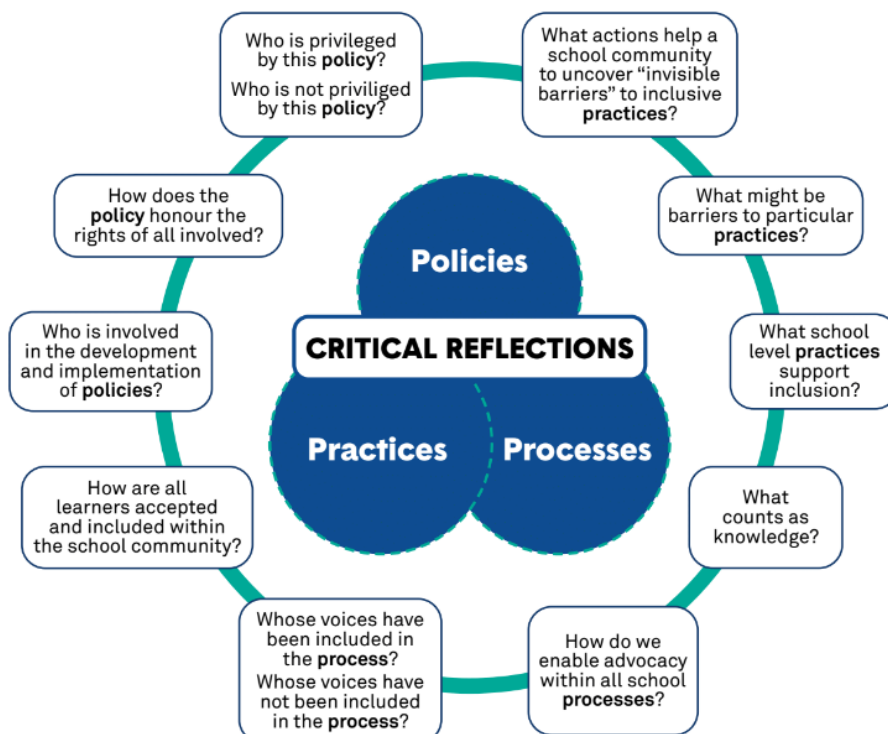 Who is privileged
by this policy?
Who is not priviliged
by this policy?
What actions help a
school community
to uncover “invisible
barriers” to inclusive
practices?
How does the
policy honour the
rights of all involved?
What might be
barriers to particular
practices?
Policies
CRITICAL REFLECTIONS
Practices
Processes
Who is involved
in the development
and implementation
of policies?
What school
level practices
support
inclusion?
How are all
learners accepted
and included within
the school community?
What
counts as
knowledge?
Whose voices have
been included in
the process?
Whose voices have
not been included
in the process?
How do we
enable advocacy
within all school
processes?